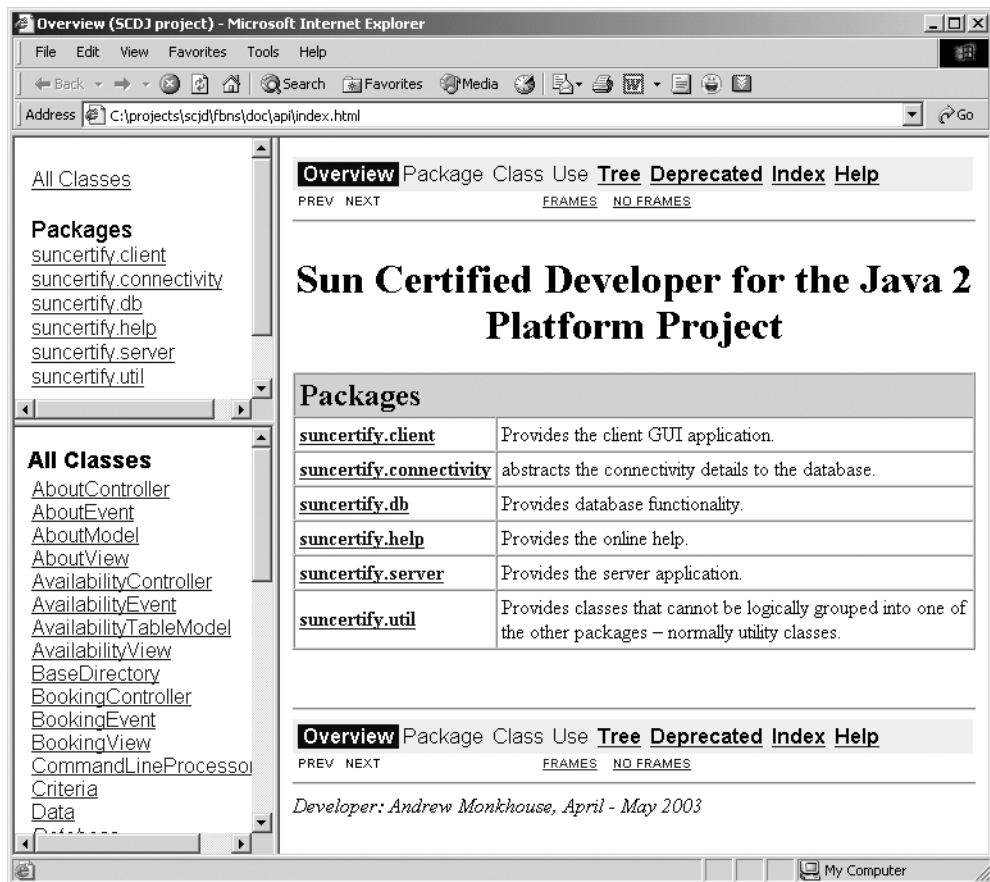 Overview (SCDJ project) - Microsoft Internet Explorer
File Edit View Favorites Tools Help
Back Search Favorites Media
Address C:\projects\scjd\fbns\doc\api\index.html Go
All Classes
Packages
suncertify.client
suncertify.connectivity
suncertify.db
suncertify.help
suncertify.server
suncertify.util
All Classes
AboutController
AboutEvent
AboutModel
AboutView
AvailabilityController
AvailabilityEvent
AvailabilityTableModel
AvailabilityView
BaseDirectory
BookingController
BookingEvent
BookingView
CommandLineProcessor
Criteria
Data
Overview Package Class Use Tree Deprecated Index Help
PREV NEXT FRAMES NO FRAMES
Sun Certified Developer for the Java 2
Platform Project
Packages
suncertify.client Provides the client GUI application.
suncertify.connectivity abstracts the connectivity details to the database.
suncertify.db Provides database functionality.
suncertify.help Provides the online help.
suncertify.server Provides the server application.
suncertify.util Provides classes that cannot be logically grouped into one of
the other packages – normally utility classes.
Overview Package Class Use Tree Deprecated Index Help
PREV NEXT FRAMES NO FRAMES
Developer: Andrew Monkhouse, April - May 2003
My Computer